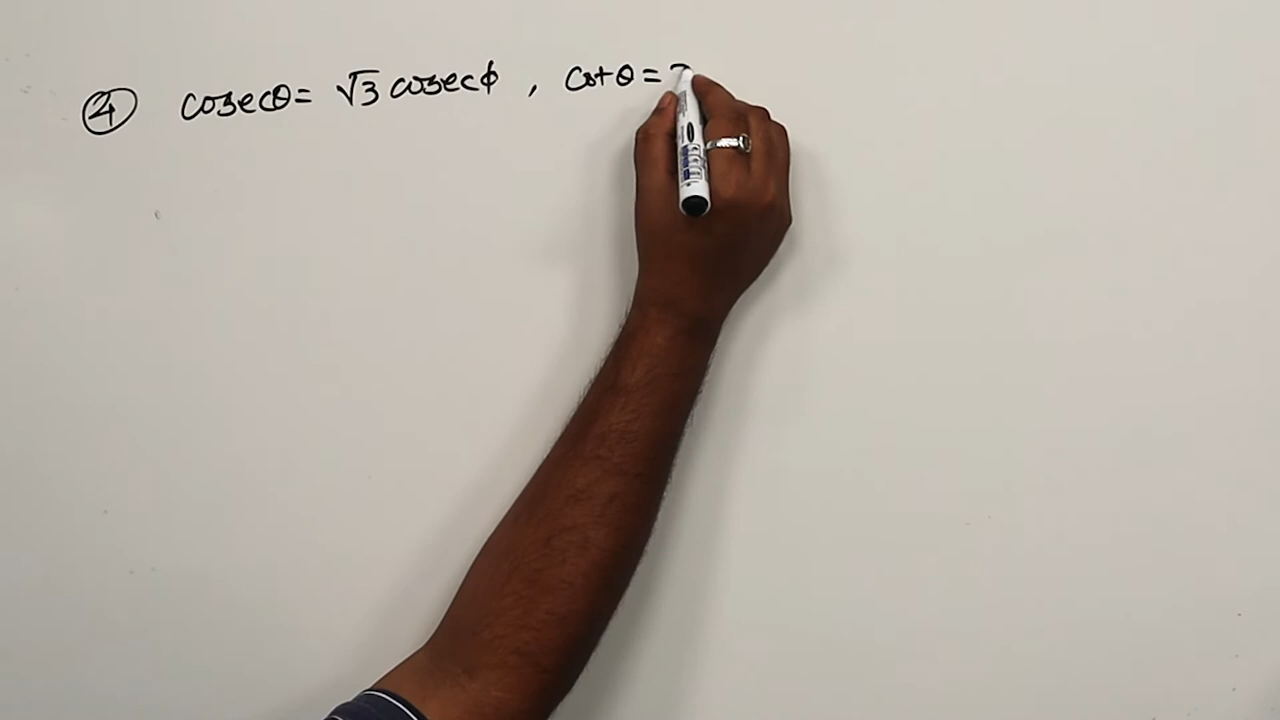 ④ cosecθ = √3 cosecϕ , cotθ =